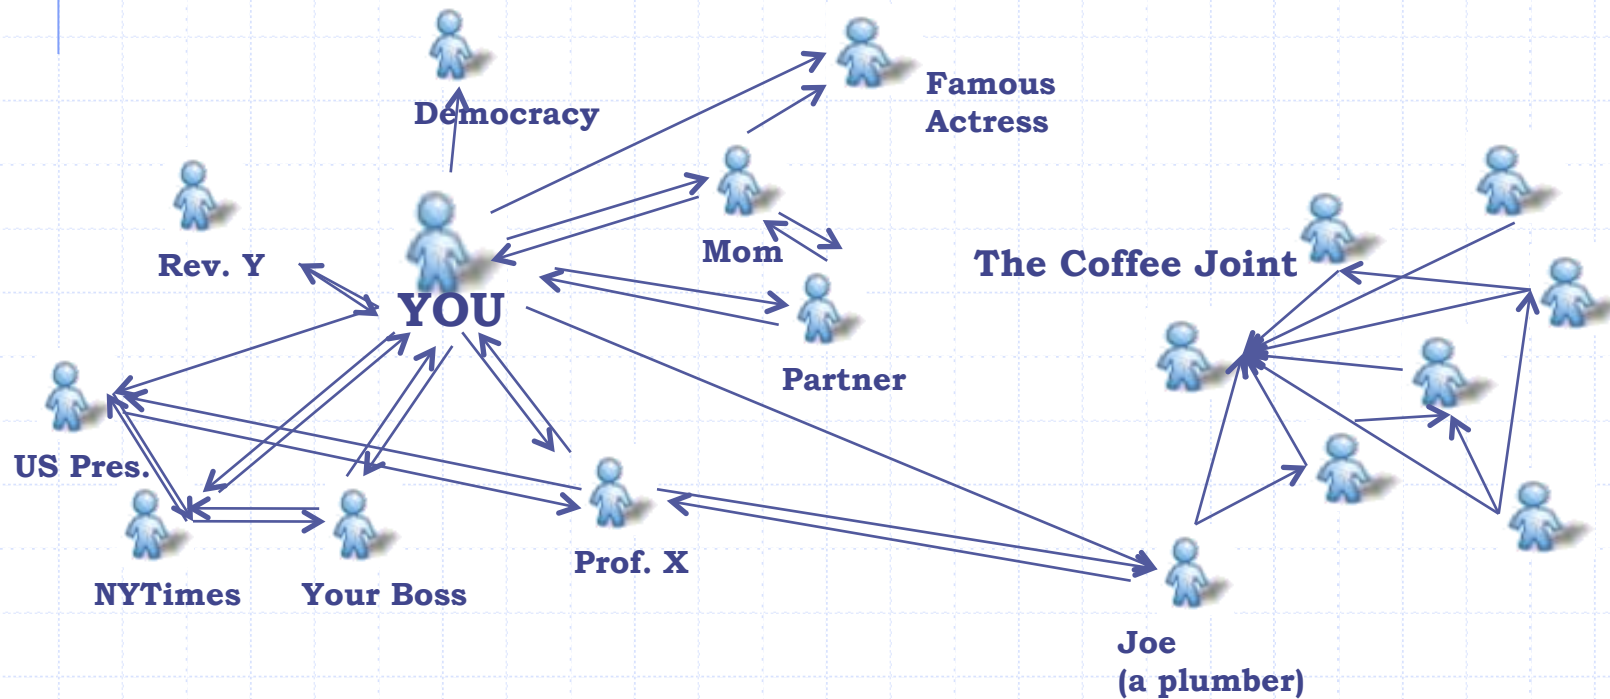 Democracy
Famous
Actress
Rev. Y
Mom
The Coffee Joint
YOU
Partner
US Pres.
Prof. X
NYTimes
Your Boss
Joe
(a plumber)